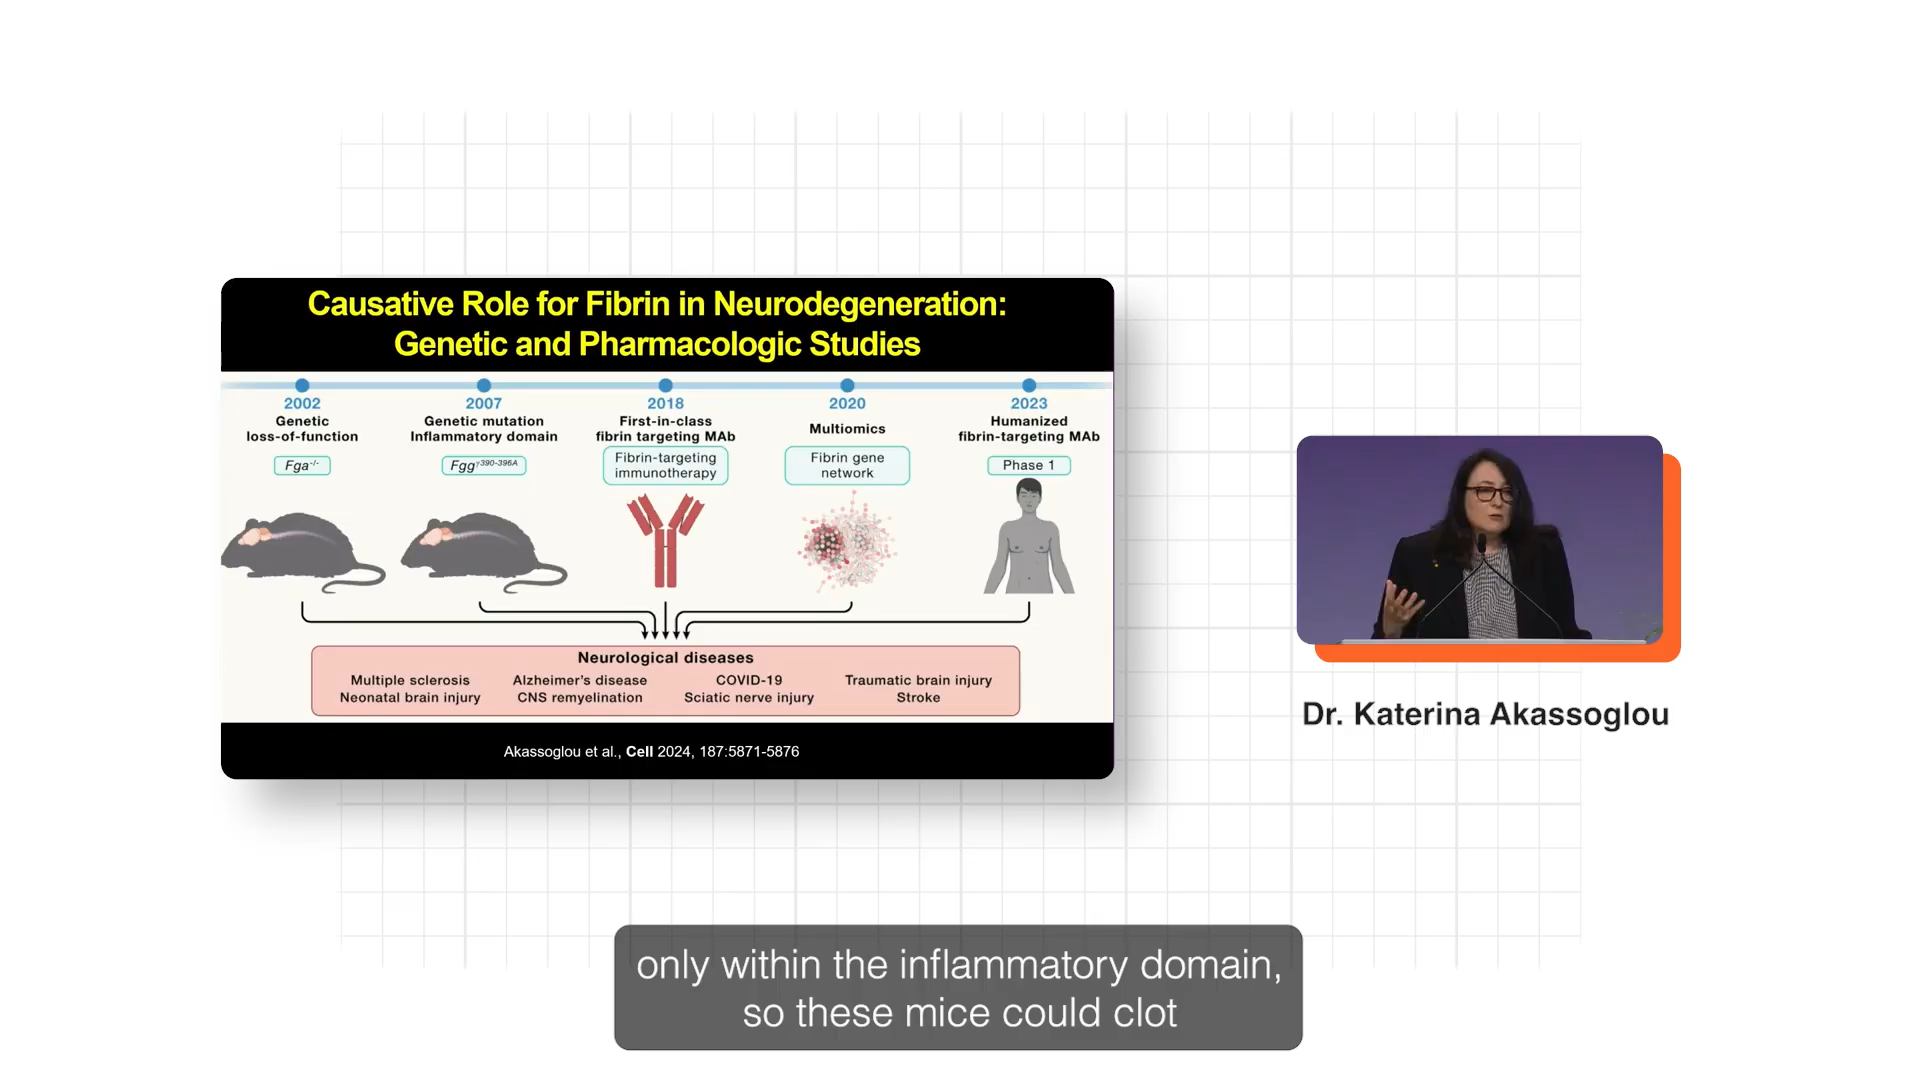 Causative Role for Fibrin in Neurodegeneration:
Genetic and Pharmacologic Studies
2002
Genetic
loss-of-function
Fga-/-
2007
Genetic mutation
Inflammatory domain
Fggγ390-396A
2018
First-in-class
fibrin targeting MAb
Fibrin-targeting
immunotherapy
2020
Multiomics
Fibrin gene
network
2023
Humanized
fibrin-targeting MAb
Phase 1
Neurological diseases
Multiple sclerosis Alzheimer's disease COVID-19 Traumatic brain injury
Neonatal brain injury CNS remyelination Sciatic nerve injury Stroke
Akassoglou et al., Cell 2024, 187:5871-5876
Dr. Katerina Akassoglou
only within the inflammatory domain,
so these mice could clot